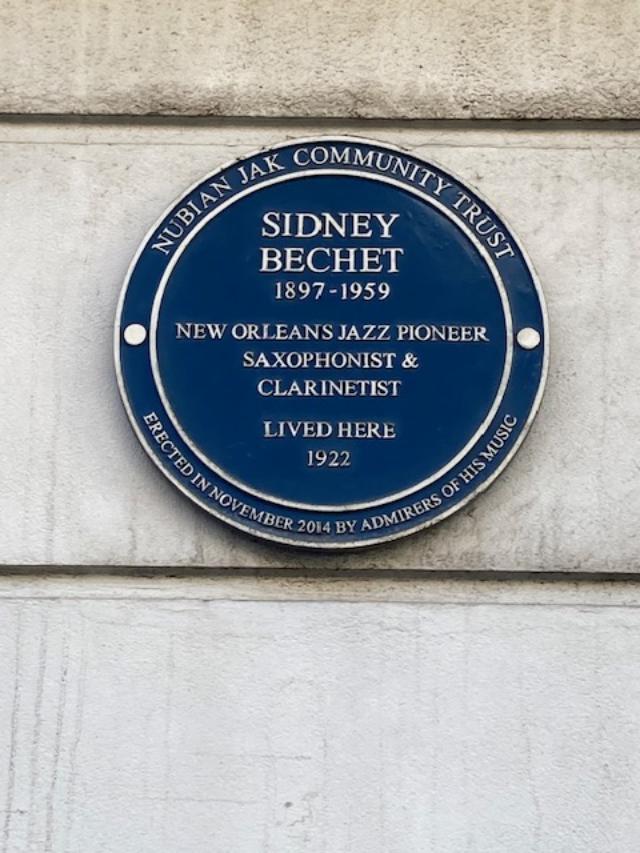 NUBIAN JAK COMMUNITY TRUST
SIDNEY
BECHET
1897-1959
NEW ORLEANS JAZZ PIONEER
SAXOPHONIST &
CLARINETIST
LIVED HERE
1922
ERECTED IN NOVEMBER 2014 BY ADMIRERS OF HIS MUSIC